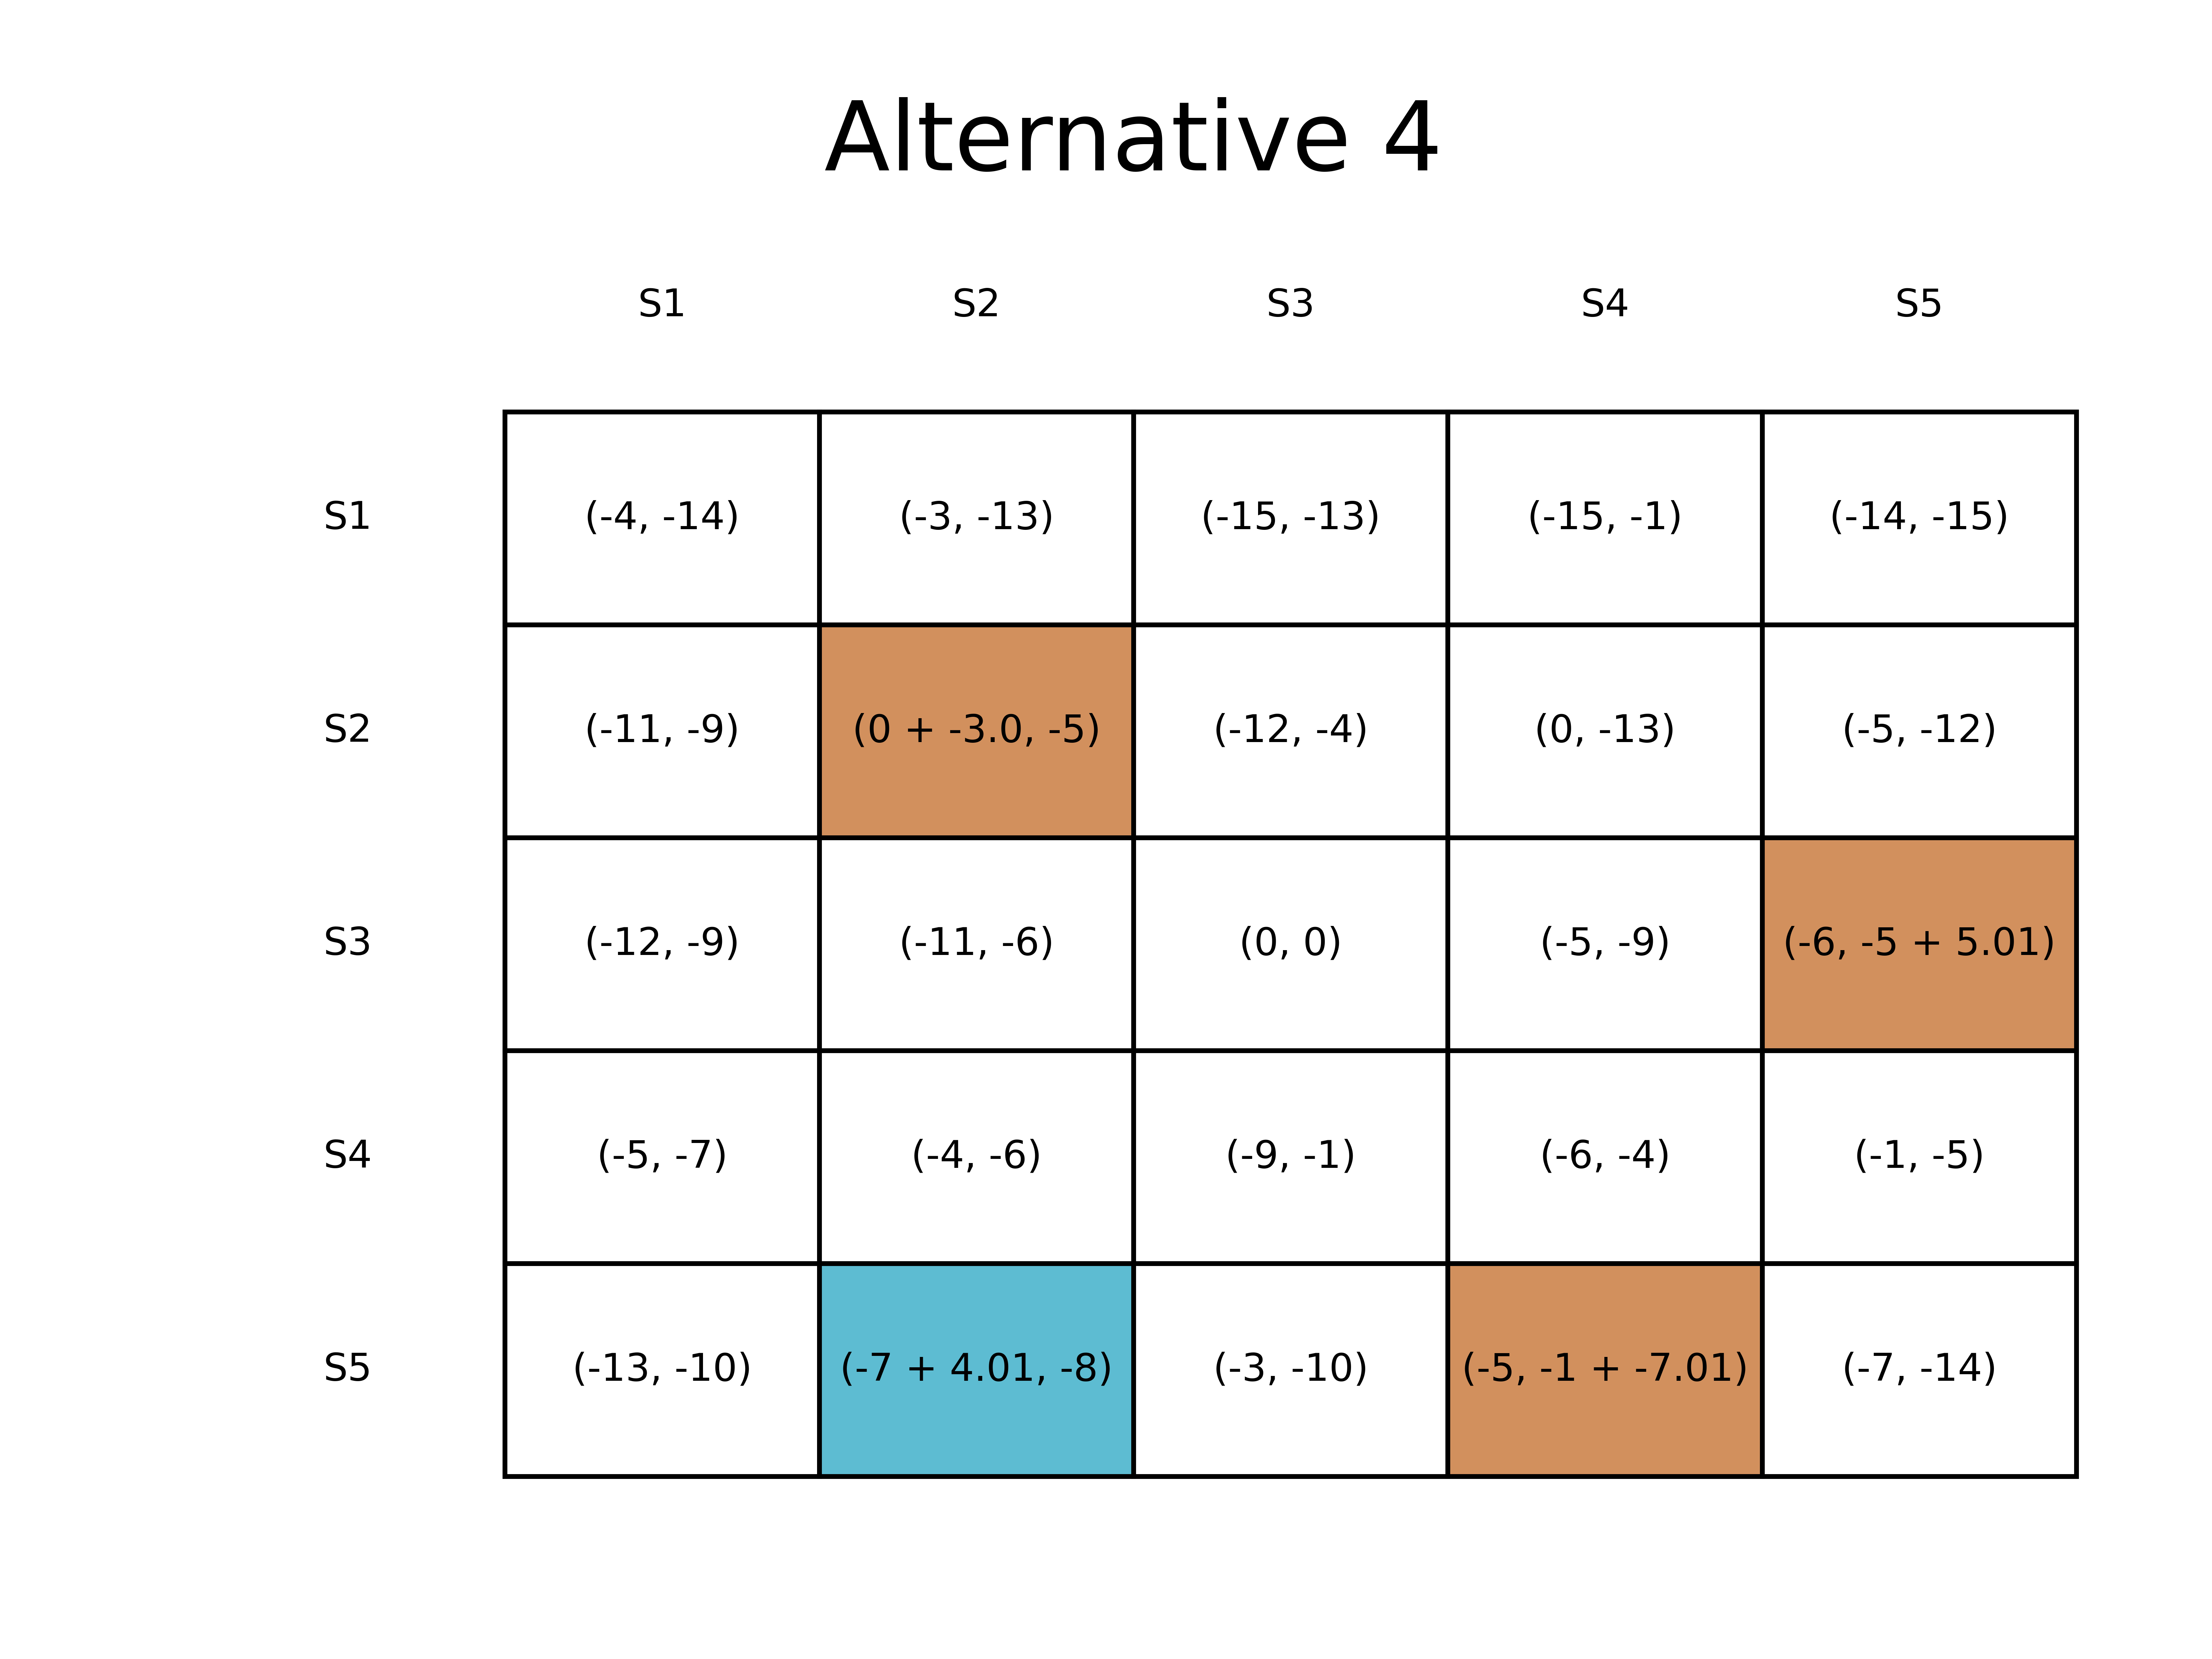 Alternative 4
S1 S2 S3 S4 S5
S1 (-4, -14) (-3, -13) (-15, -13) (-15, -1) (-14, -15)
S2 (-11, -9) (0 + -3.0, -5) (-12, -4) (0, -13) (-5, -12)
S3 (-12, -9) (-11, -6) (0, 0) (-5, -9) (-6, -5 + 5.01)
S4 (-5, -7) (-4, -6) (-9, -1) (-6, -4) (-1, -5)
S5 (-13, -10) (-7 + 4.01, -8) (-3, -10) (-5, -1 + -7.01) (-7, -14)